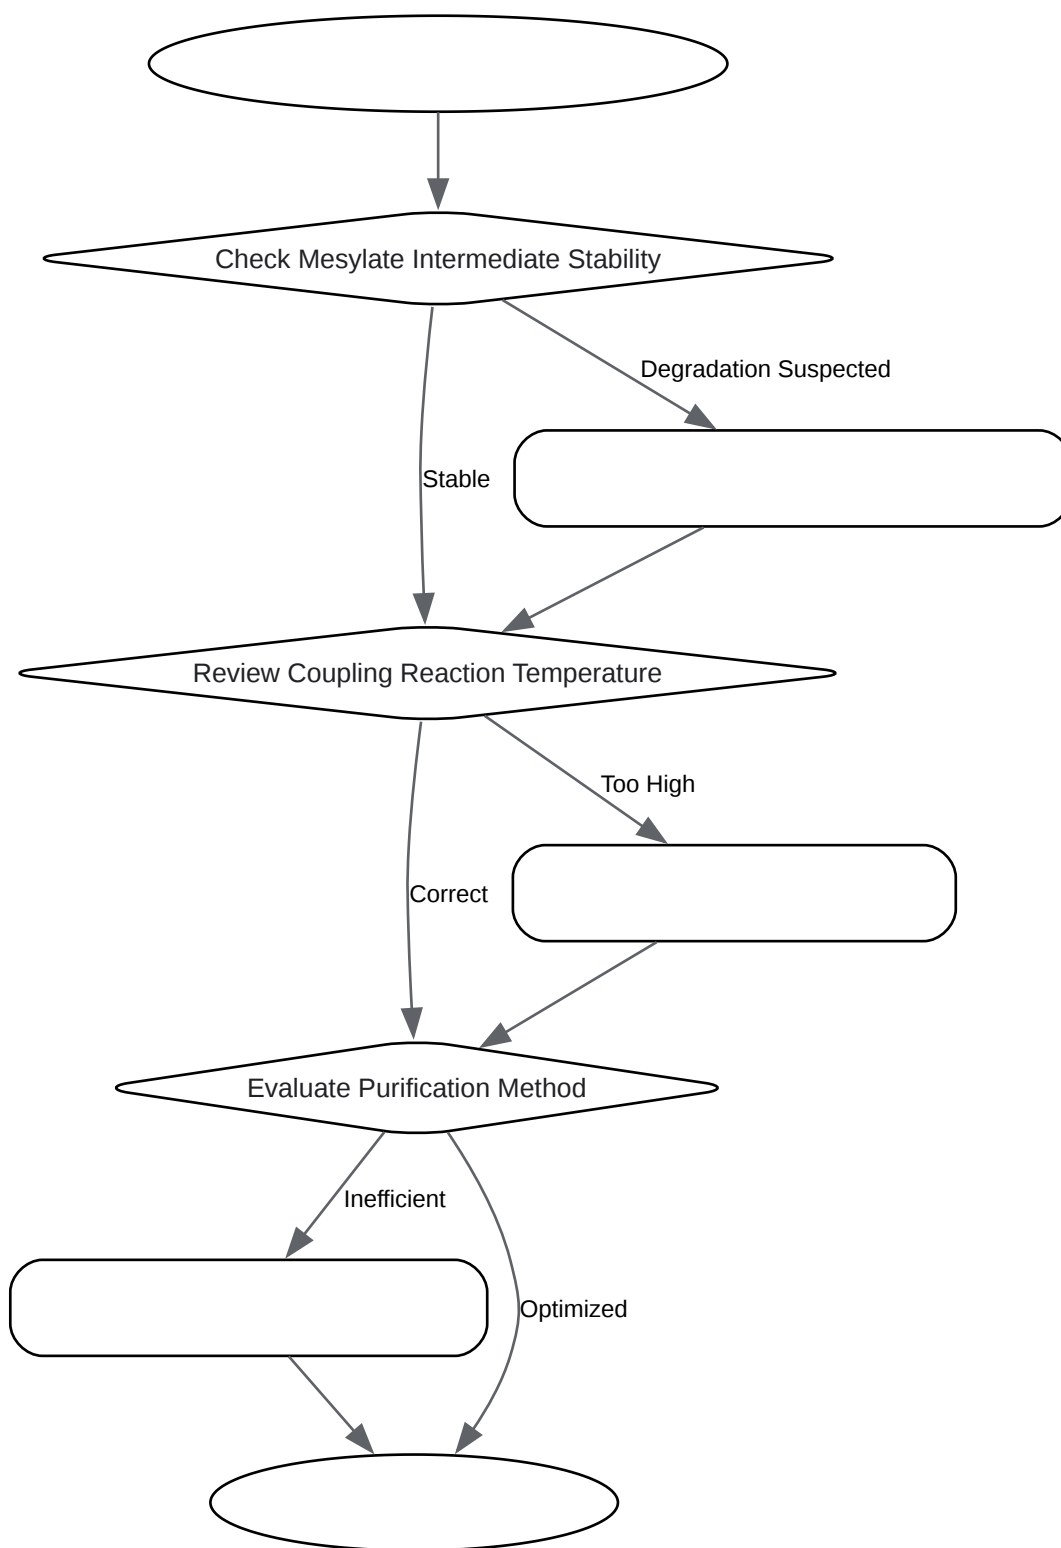 Check Mesylate Intermediate Stability
Degradation Suspected
Stable
Review Coupling Reaction Temperature
Too High
Correct
Evaluate Purification Method
Inefficient
Optimized